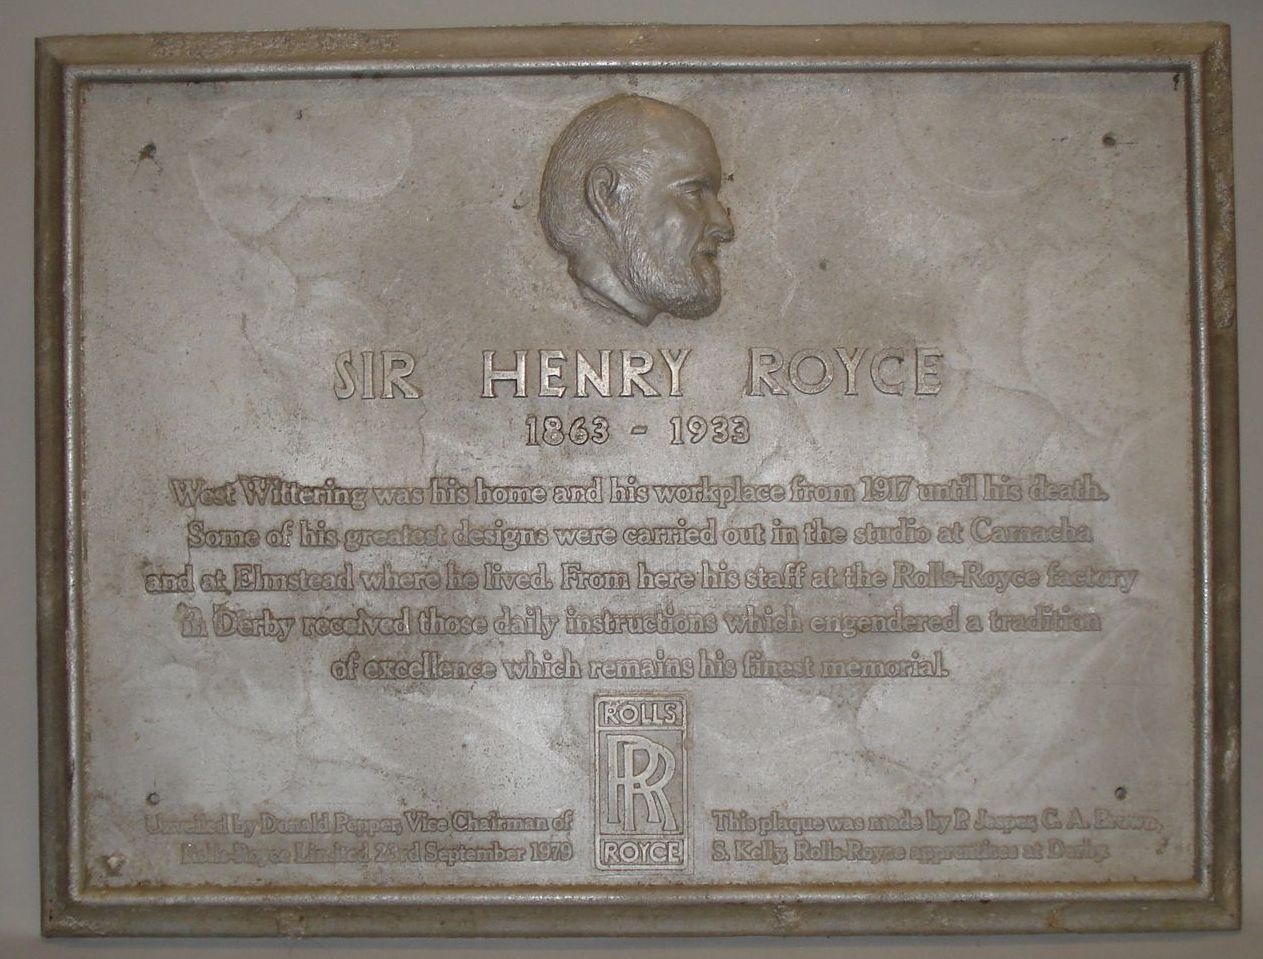 SIR HENRY ROYCE
1863 - 1933
West Wittering was his home and his workplace from 1917 until his death.
Some of his greatest designs were carried out in the studio at Camacha
and at Elmstead where he lived. From here his staff at the Rolls-Royce factory
in Derby received those daily instructions which engendered a tradition
of excellence which remains his finest memorial.
ROLLS
RR
ROYCE
Unveiled by Donald Pepper, Vice Chairman of
Rolls-Royce Limited 23rd September 1979
This plaque was made by P. Jasper, C. A. Brown,
S. Kelly, Rolls-Royce apprentices at Derby.